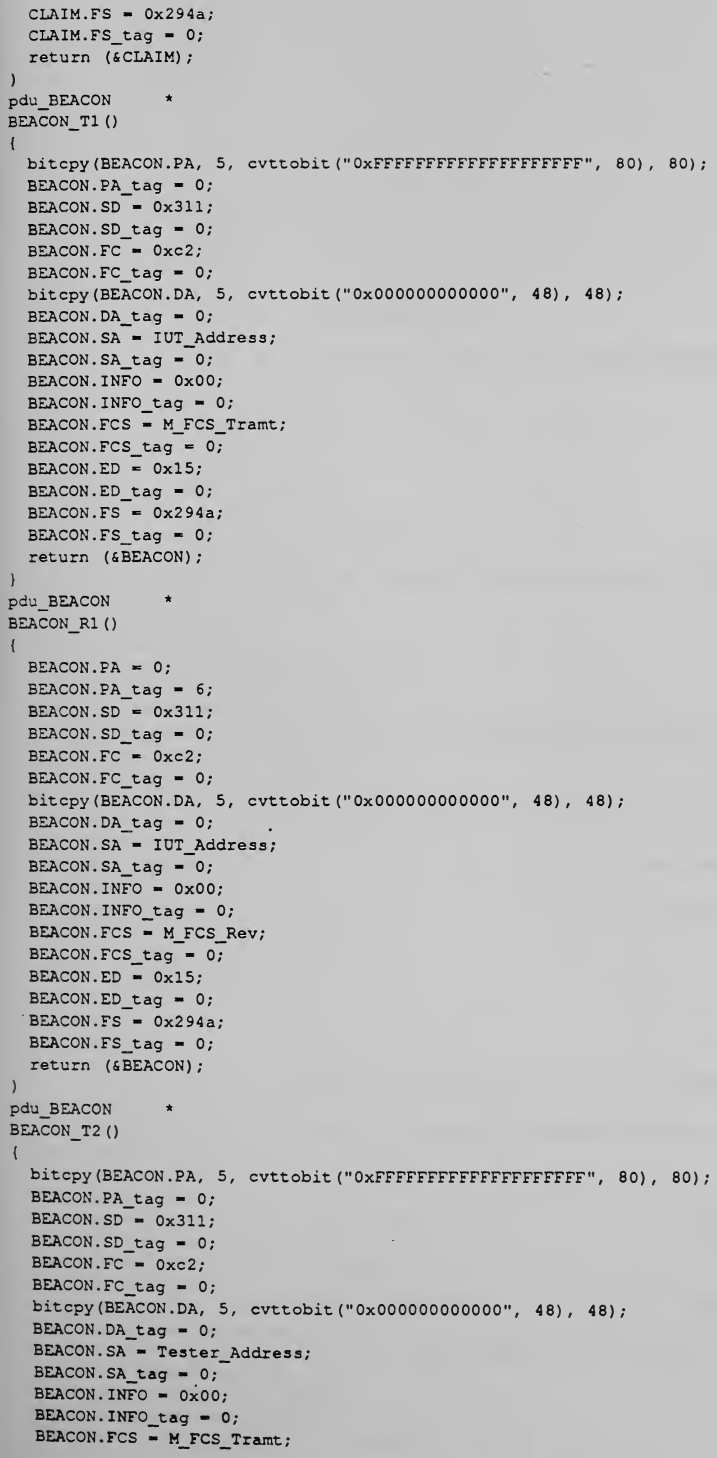 CLAIM.FS = 0x294a;
CLAIM.FS_tag = 0;
return (&CLAIM);
}
pdu_BEACON *
BEACON_T1()
{
bitcpy(BEACON.PA, 5, cvttobit("0xFFFFFFFFFFFFFFFFFFFF", 80), 80);
BEACON.PA_tag = 0;
BEACON.SD = 0x311;
BEACON.SD_tag = 0;
BEACON.FC = 0xc2;
BEACON.FC_tag = 0;
bitcpy(BEACON.DA, 5, cvttobit("0x000000000000", 48), 48);
BEACON.DA_tag = 0;
BEACON.SA = IUT_Address;
BEACON.SA_tag = 0;
BEACON.INFO = 0x00;
BEACON.INFO_tag = 0;
BEACON.FCS = M_FCS_Tramt;
BEACON.FCS_tag = 0;
BEACON.ED = 0x15;
BEACON.ED_tag = 0;
BEACON.FS = 0x294a;
BEACON.FS_tag = 0;
return (&BEACON);
}
pdu_BEACON *
BEACON_R1()
{
BEACON.PA = 0;
BEACON.PA_tag = 6;
BEACON.SD = 0x311;
BEACON.SD_tag = 0;
BEACON.FC = 0xc2;
BEACON.FC_tag = 0;
bitcpy(BEACON.DA, 5, cvttobit("0x000000000000", 48), 48);
BEACON.DA_tag = 0;
BEACON.SA = IUT_Address;
BEACON.SA_tag = 0;
BEACON.INFO = 0x00;
BEACON.INFO_tag = 0;
BEACON.FCS = M_FCS_Rev;
BEACON.FCS_tag = 0;
BEACON.ED = 0x15;
BEACON.ED_tag = 0;
BEACON.FS = 0x294a;
BEACON.FS_tag = 0;
return (&BEACON);
}
pdu_BEACON *
BEACON_T2()
{
bitcpy(BEACON.PA, 5, cvttobit("0xFFFFFFFFFFFFFFFFFFFF", 80), 80);
BEACON.PA_tag = 0;
BEACON.SD = 0x311;
BEACON.SD_tag = 0;
BEACON.FC = 0xc2;
BEACON.FC_tag = 0;
bitcpy(BEACON.DA, 5, cvttobit("0x000000000000", 48), 48);
BEACON.DA_tag = 0;
BEACON.SA = Tester_Address;
BEACON.SA_tag = 0;
BEACON.INFO = 0x00;
BEACON.INFO_tag = 0;
BEACON.FCS = M_FCS_Tramt;